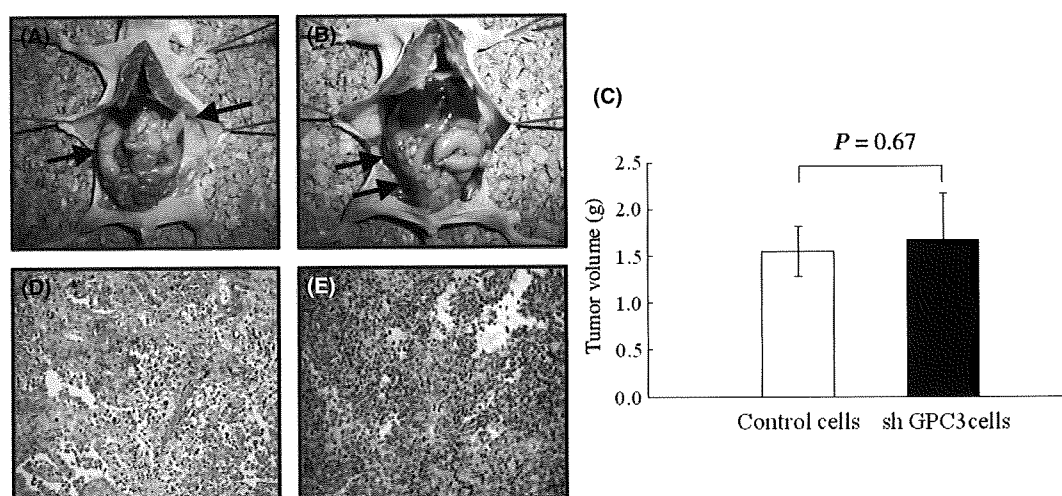 (A)
(B)
(C)
P = 0.67
Tumor volume (g)
2.5
2.0
1.5
1.0
0.5
0.0
Control cells
sh GPC3cells
(D)
(E)